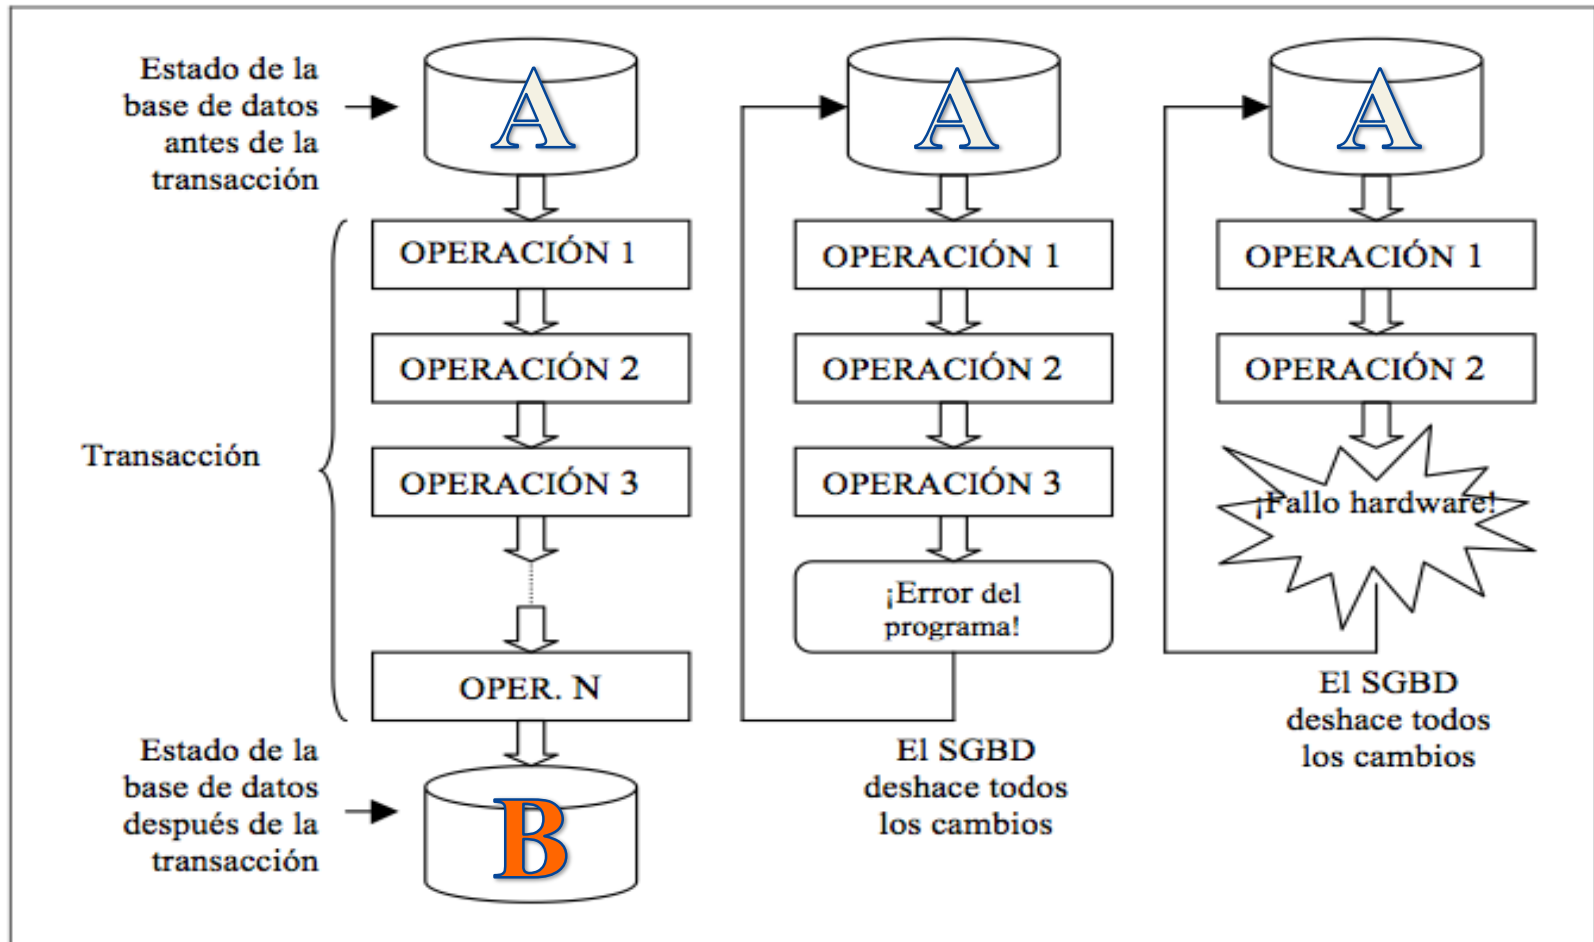 Estado de la
base de datos
antes de la
transacción
A
OPERACIÓN 1
OPERACIÓN 2
OPERACIÓN 3
OPER. N
Transacción
Estado de la
base de datos
después de la
transacción
B
A
OPERACIÓN 1
OPERACIÓN 2
OPERACIÓN 3
¡Error del
programa!
El SGBD
deshace todos
los cambios
A
OPERACIÓN 1
OPERACIÓN 2
¡Fallo hardware!
El SGBD
deshace todos
los cambios